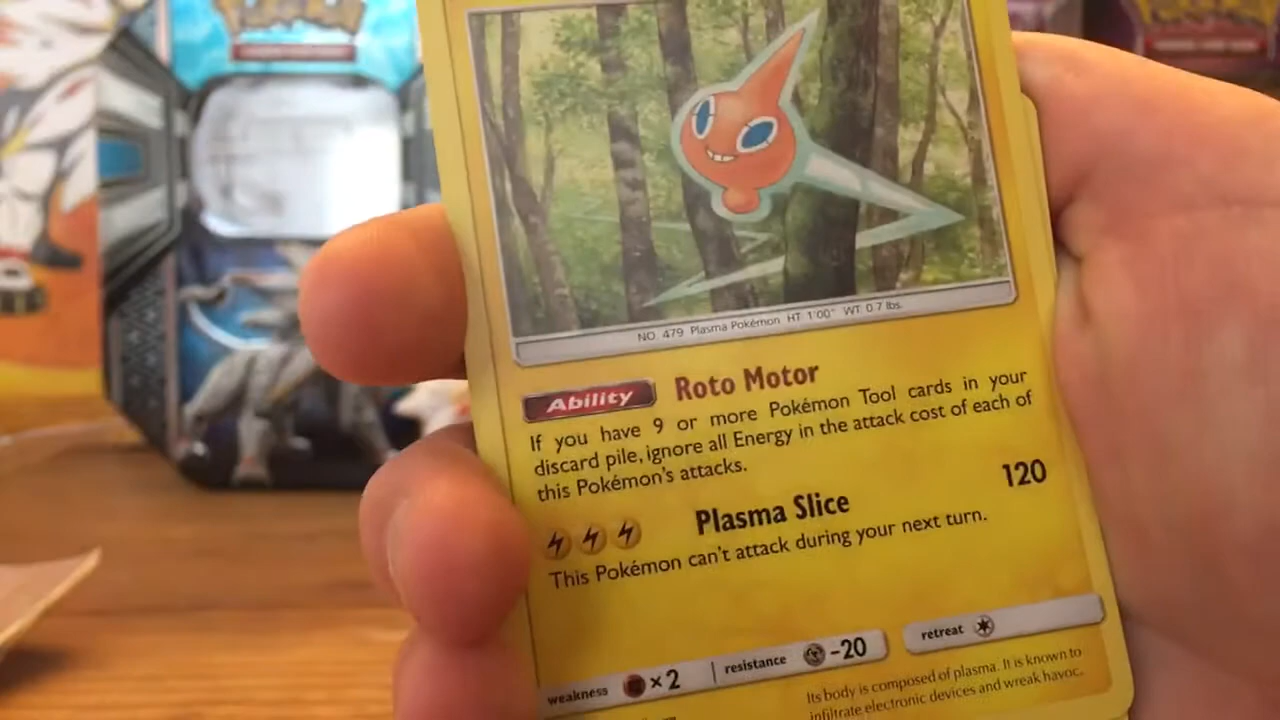 NO. 479 Plasma Pokémon HT: 1'00" WT: 0.7 lbs.
Ability Roto Motor
If you have 9 or more Pokémon Tool cards in your
discard pile, ignore all Energy in the attack cost of each of
this Pokémon's attacks.
Plasma Slice 120
This Pokémon can't attack during your next turn.
weakness ×2 resistance -20 retreat
Its body is composed of plasma. It is known to
infiltrate electronic devices and wreak havoc.